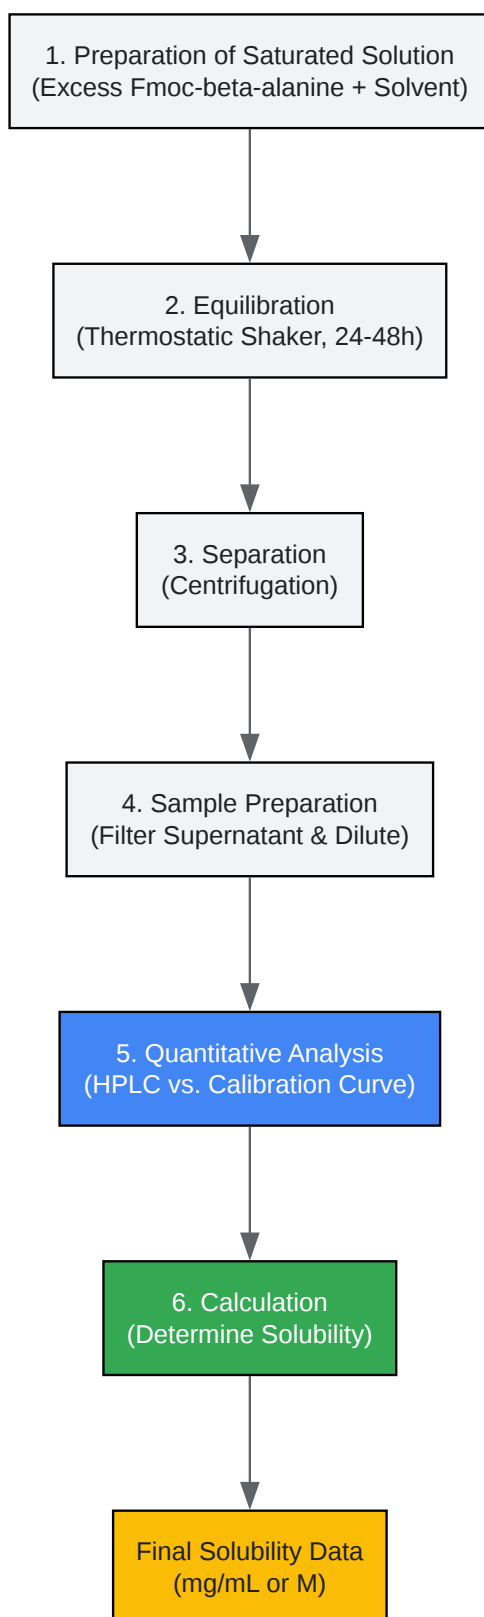 1. Preparation of Saturated Solution
(Excess Fmoc-beta-alanine + Solvent)
2. Equilibration
(Thermostatic Shaker, 24-48h)
3. Separation
(Centrifugation)
4. Sample Preparation
(Filter Supernatant & Dilute)
5. Quantitative Analysis
(HPLC vs. Calibration Curve)
6. Calculation
(Determine Solubility)
Final Solubility Data
(mg/mL or M)